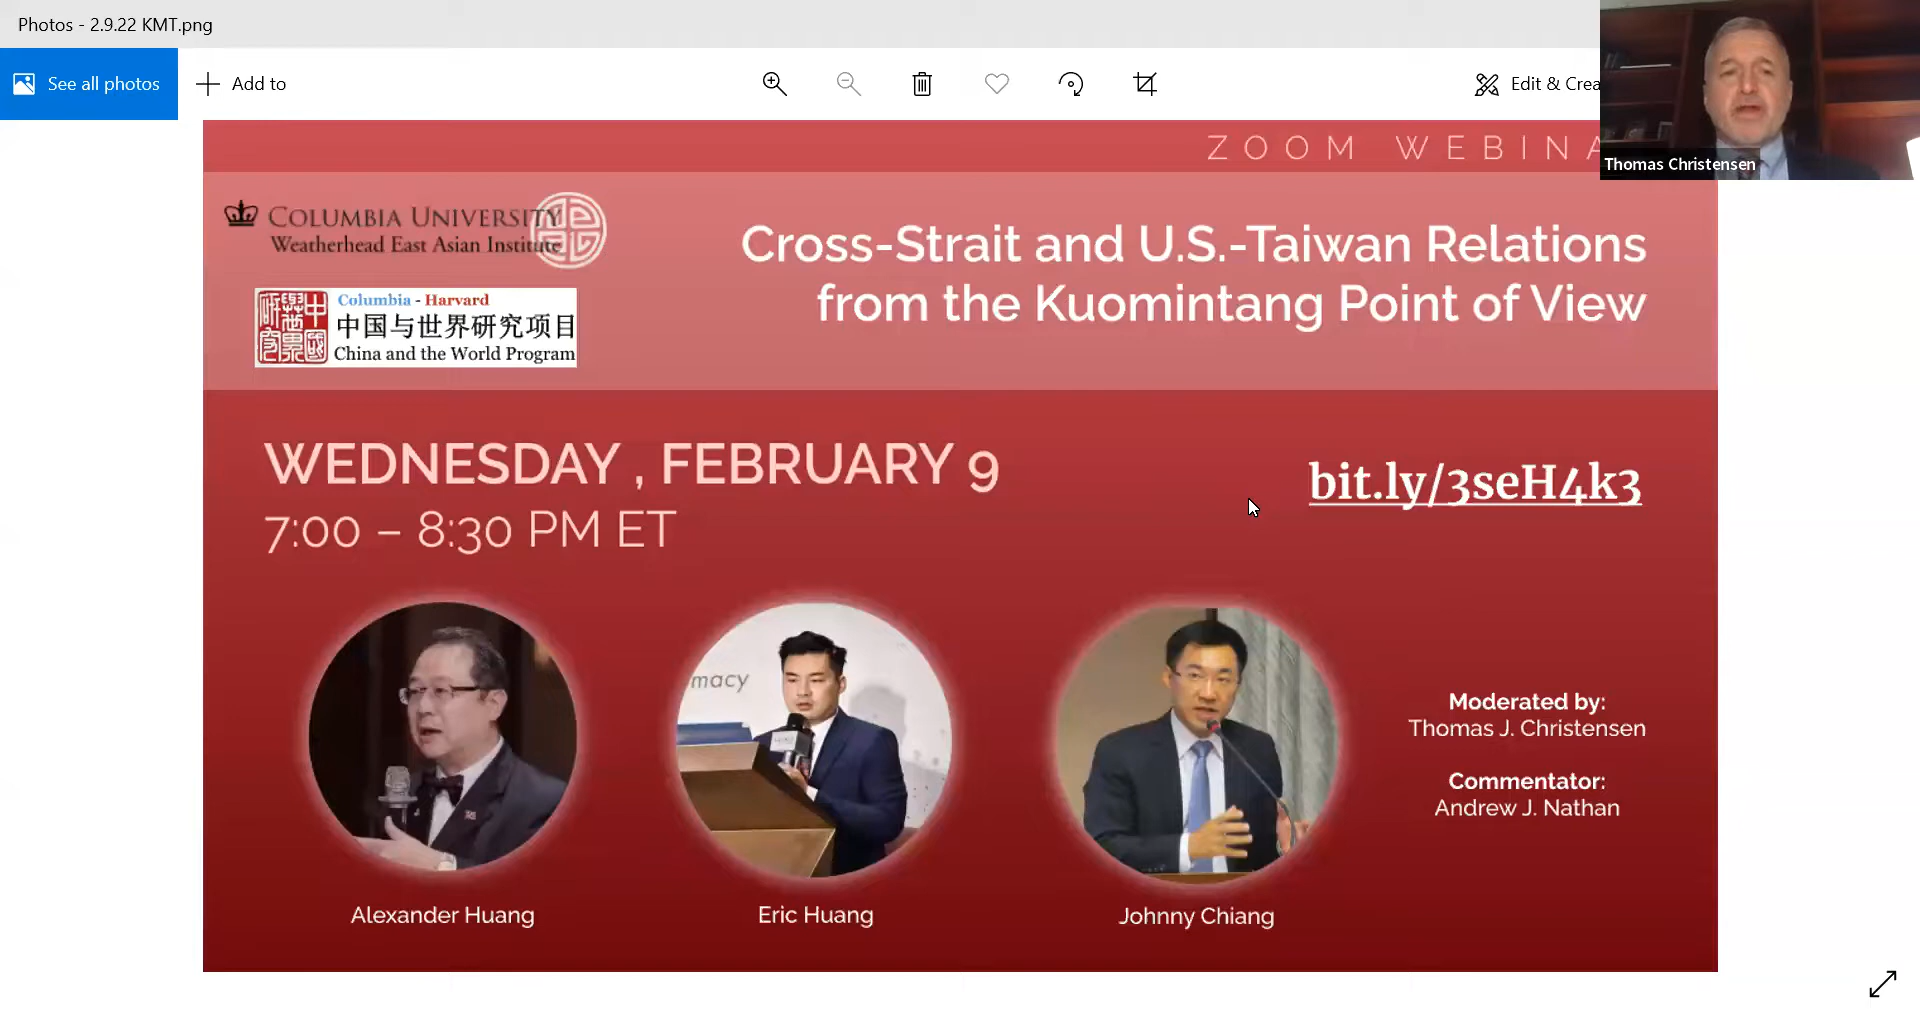 Photos - 2.9.22 KMT.png
See all photos
Add to
Edit & Crea
Thomas Christensen
ZOOM WEBINA
COLUMBIA UNIVERSITY
Weatherhead East Asian Institute
Cross-Strait and U.S.-Taiwan Relations
from the Kuomintang Point of View
Columbia - Harvard
中国与世界研究项目
China and the World Program
WEDNESDAY , FEBRUARY 9
7:00 – 8:30 PM ET
bit.ly/3seH4k3
macy
Moderated by:
Thomas J. Christensen
Commentator:
Andrew J. Nathan
Alexander Huang
Eric Huang
Johnny Chiang